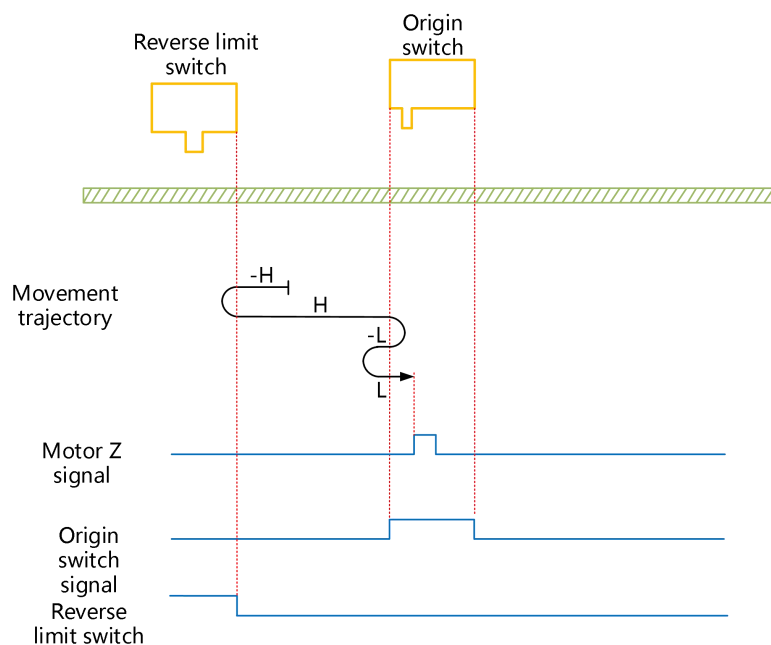 Reverse limit
switch
Origin
switch
Movement
trajectory
-H
H
-L
L
Motor Z
signal
Origin
switch
signal
Reverse
limit switch